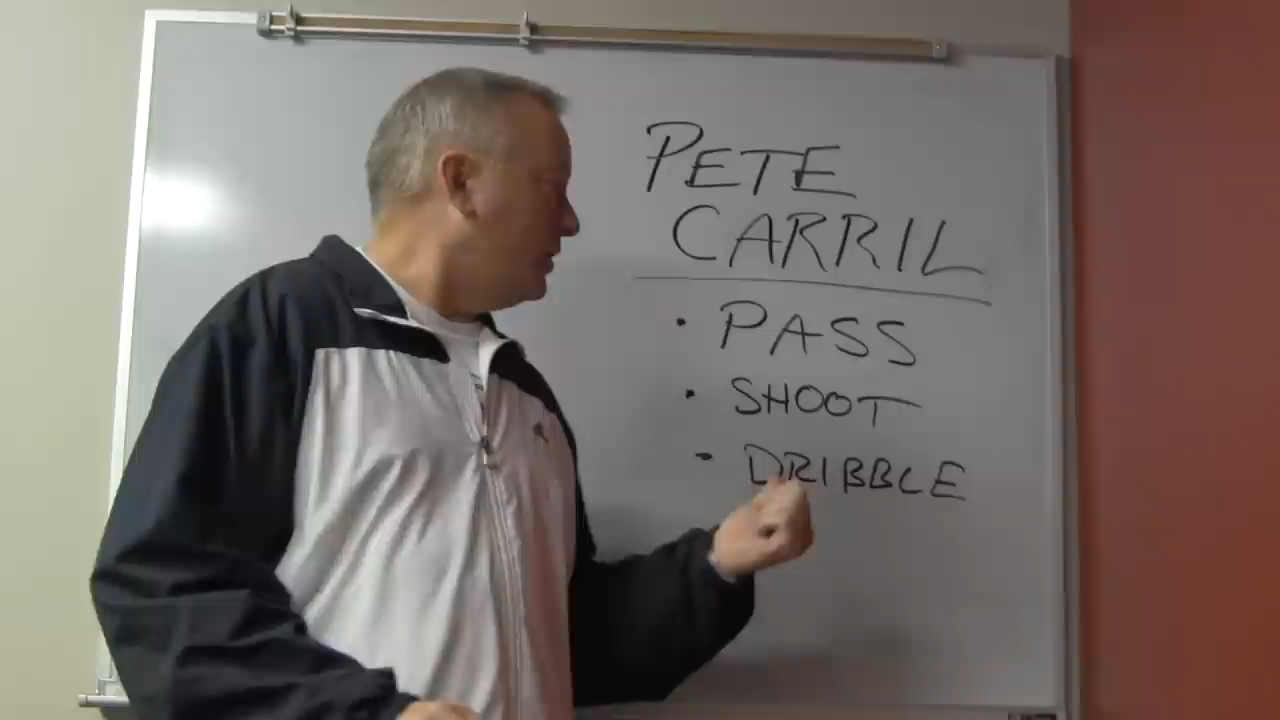 PETE
CARRIL
• PASS
• SHOOT
• DRIBBLE